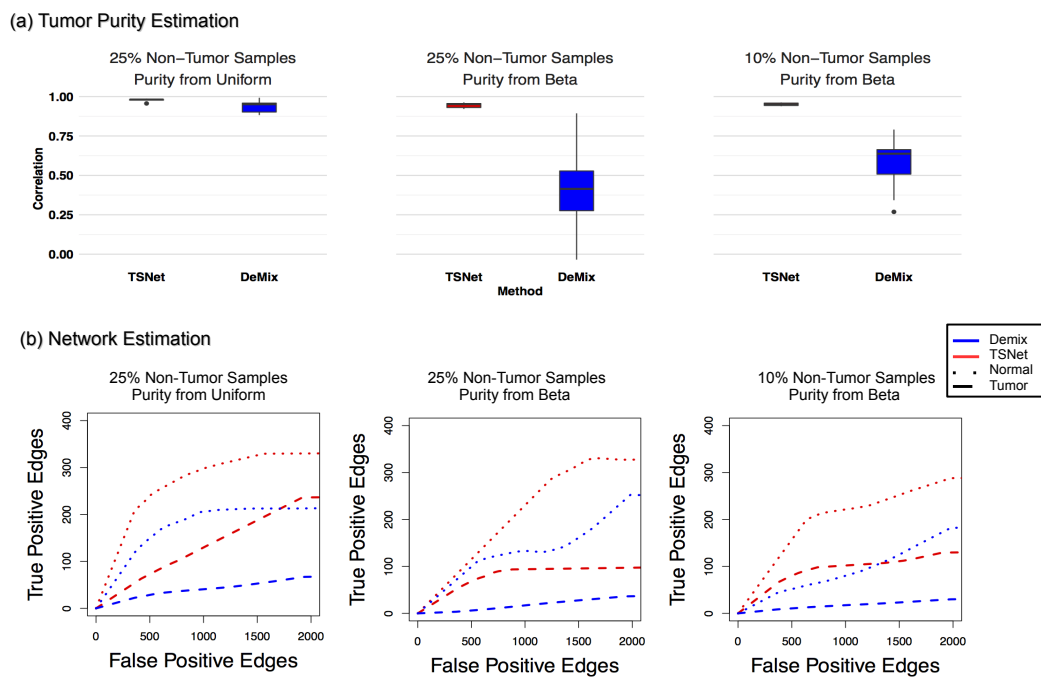 (a) Tumor Purity Estimation
25% Non-Tumor Samples
Purity from Uniform
25% Non-Tumor Samples
Purity from Beta
10% Non-Tumor Samples
Purity from Beta
Correlation
1.00
0.75
0.50
0.25
0.00
TSNet
DeMix
TSNet
DeMix
TSNet
DeMix
Method
(b) Network Estimation
Demix
TSNet
Normal
Tumor
25% Non-Tumor Samples
Purity from Uniform
True Positive Edges
400
300
200
100
0
0 500 1000 1500 2000
False Positive Edges
25% Non-Tumor Samples
Purity from Beta
True Positive Edges
400
300
200
100
0
0 500 1000 1500 2000
False Positive Edges
10% Non-Tumor Samples
Purity from Beta
True Positive Edges
400
300
200
100
0
0 500 1000 1500 2000
False Positive Edges